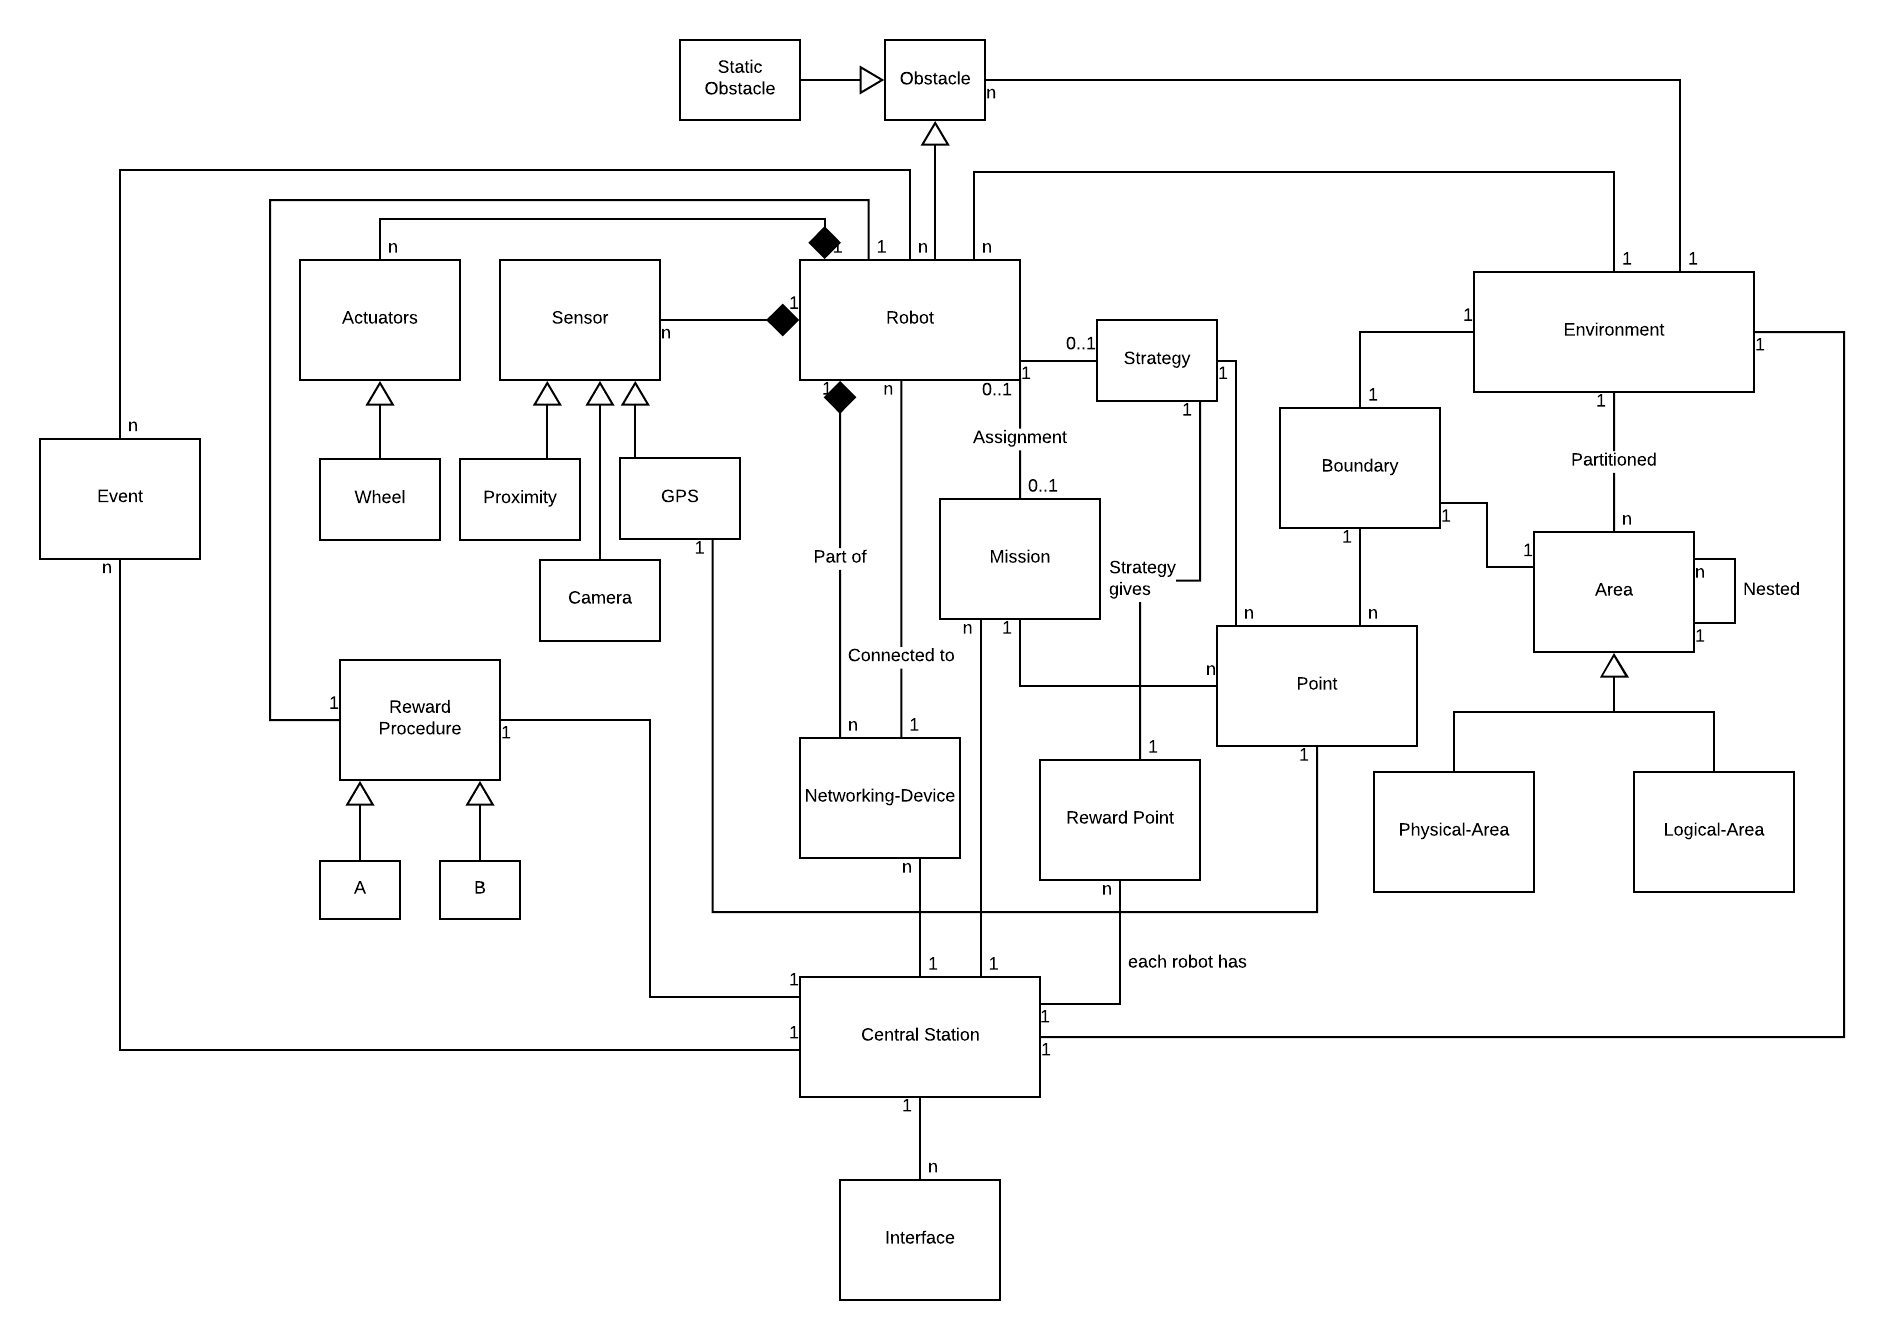 Static
Obstacle
Obstacle
n
n
1
1
n
n
1
1
Actuators
Sensor
n
1
Robot
0..1
1
Strategy
1
1
Environment
1
1
1
n
0..1
1
1
1
Assignment
Boundary
Partitioned
n
Event
n
Wheel
Proximity
GPS
1
0..1
Mission
1
1
n
1
Part of
Strategy
gives
Area
n
Nested
1
Camera
n
1
n
n
Connected to
n
Point
1
Reward
Procedure
1
1
n
1
1
1
Networking-Device
n
Reward Point
n
Physical-Area
Logical-Area
A
B
each robot has
1
1
1
1
Central Station
1
1
1
n
Interface